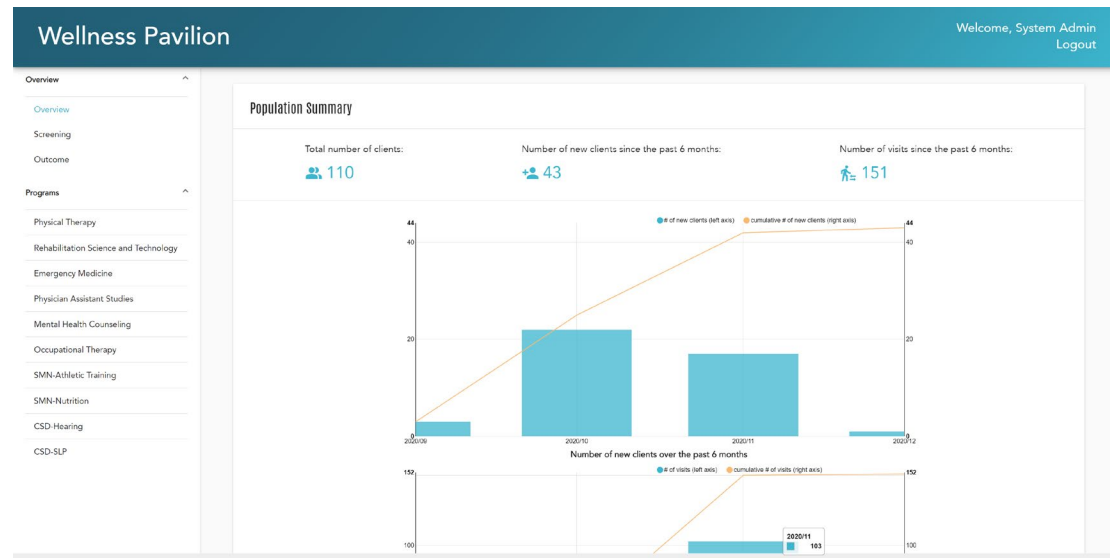 Wellness Pavilion
Welcome, System Admin
Logout
Overview
Overview
Screening
Outcome
Programs
Physical Therapy
Rehabilitation Science and Technology
Emergency Medicine
Physician Assistant Studies
Mental Health Counseling
Occupational Therapy
SMN-Athletic Training
SMN-Nutrition
CSD-Hearing
CSD-SLP
Population Summary
Total number of clients:
110
Number of new clients since the past 6 months:
43
Number of visits since the past 6 months:
151
# of new clients (left axis) cumulative # of new clients (right axis)
44 44
40 40
20 20
0 0
2020/09 2020/10 2020/11 2020/12
Number of new clients over the past 6 months
# of visits (left axis) cumulative # of visits (right axis)
152 152
2020/11
103
100 100